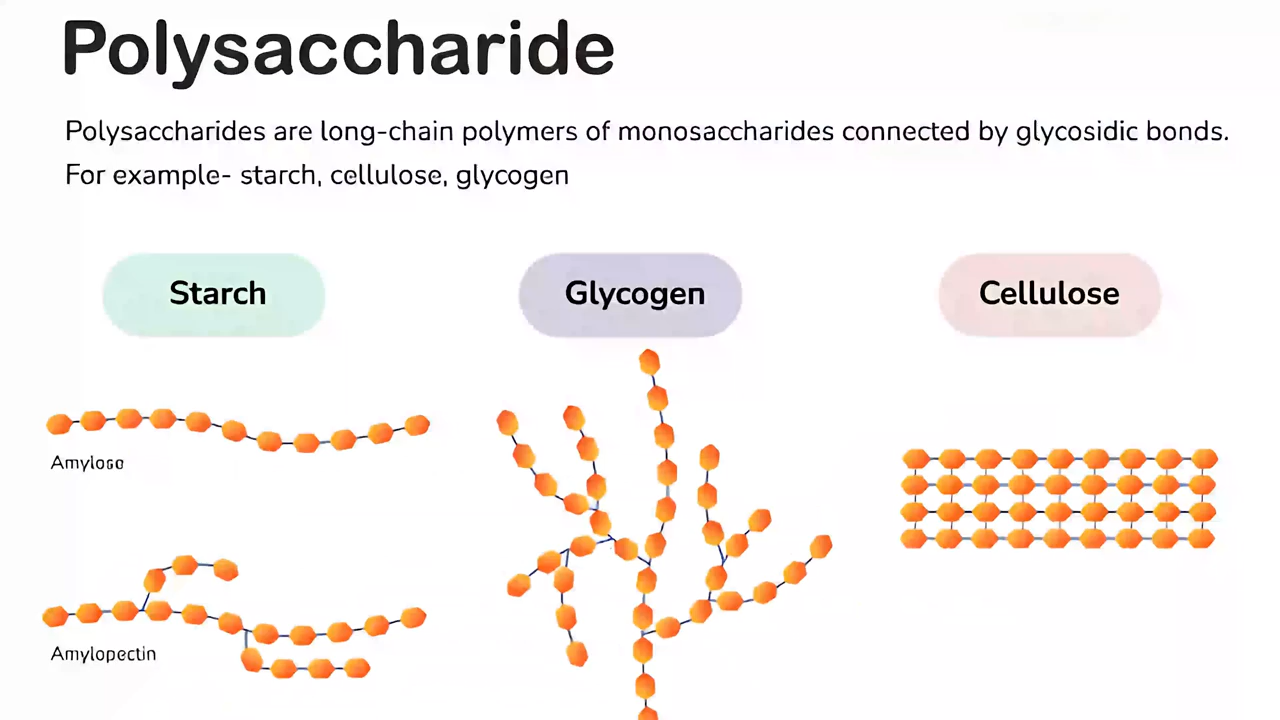 Polysaccharide
Polysaccharides are long-chain polymers of monosaccharides connected by glycosidic bonds.
For example- starch, cellulose, glycogen
Starch
Glycogen
Cellulose
Amylose
Amylopectin